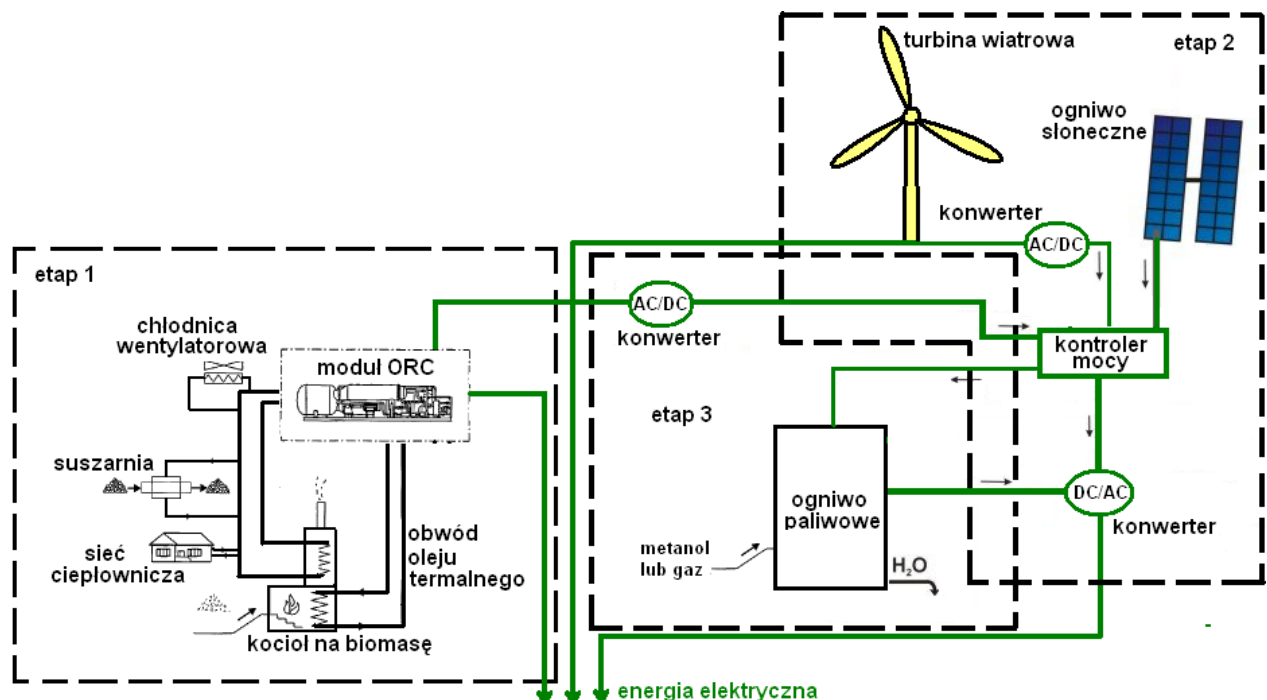 turbina wiatrowa
etap 2
ogniwo
słoneczne
konwerter
AC/DC
etap 1
AC/DC
konwerter
chłodnica
wentylatorowa
moduł ORC
kontroler
mocy
etap 3
suszarnia
ogniwo
paliwowe
DC/AC
konwerter
obwód
oleju
termalnego
sieć
ciepłownicza
metanol
lub gaz
H₂O
kocioł na biomasę
energia elektryczna